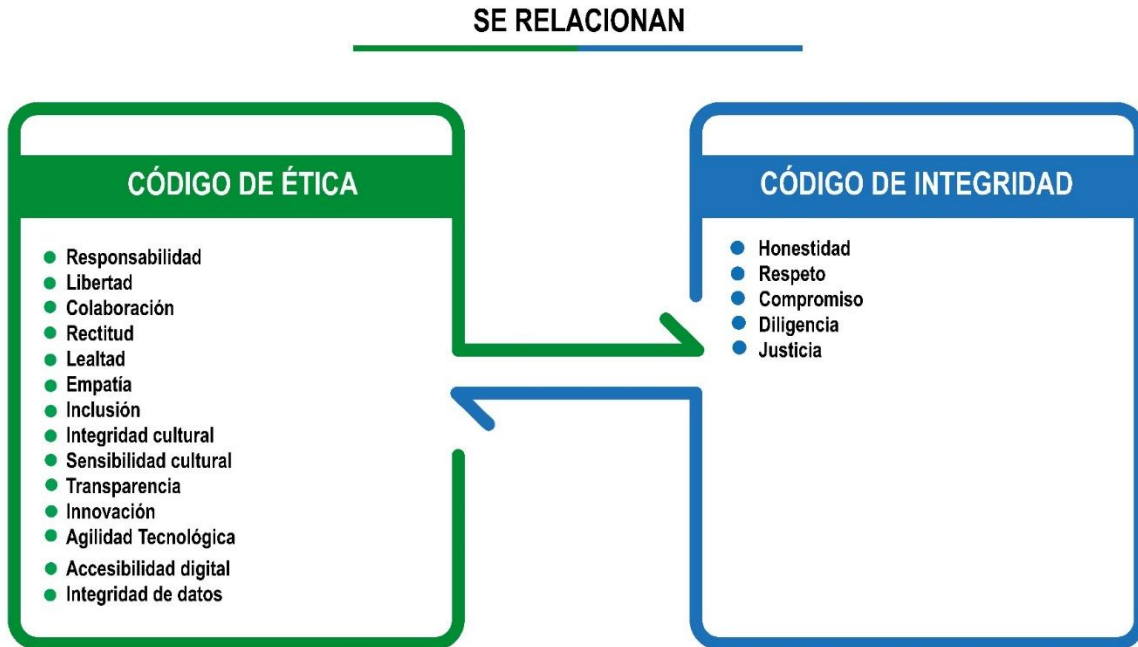 SE RELACIONAN
CÓDIGO DE ÉTICA
Responsabilidad
Libertad
Colaboración
Rectitud
Lealtad
Empatía
Inclusión
Integridad cultural
Sensibilidad cultural
Transparencia
Innovación
Agilidad Tecnológica
Accesibilidad digital
Integridad de datos
CÓDIGO DE INTEGRIDAD
Honestidad
Respeto
Compromiso
Diligencia
Justicia